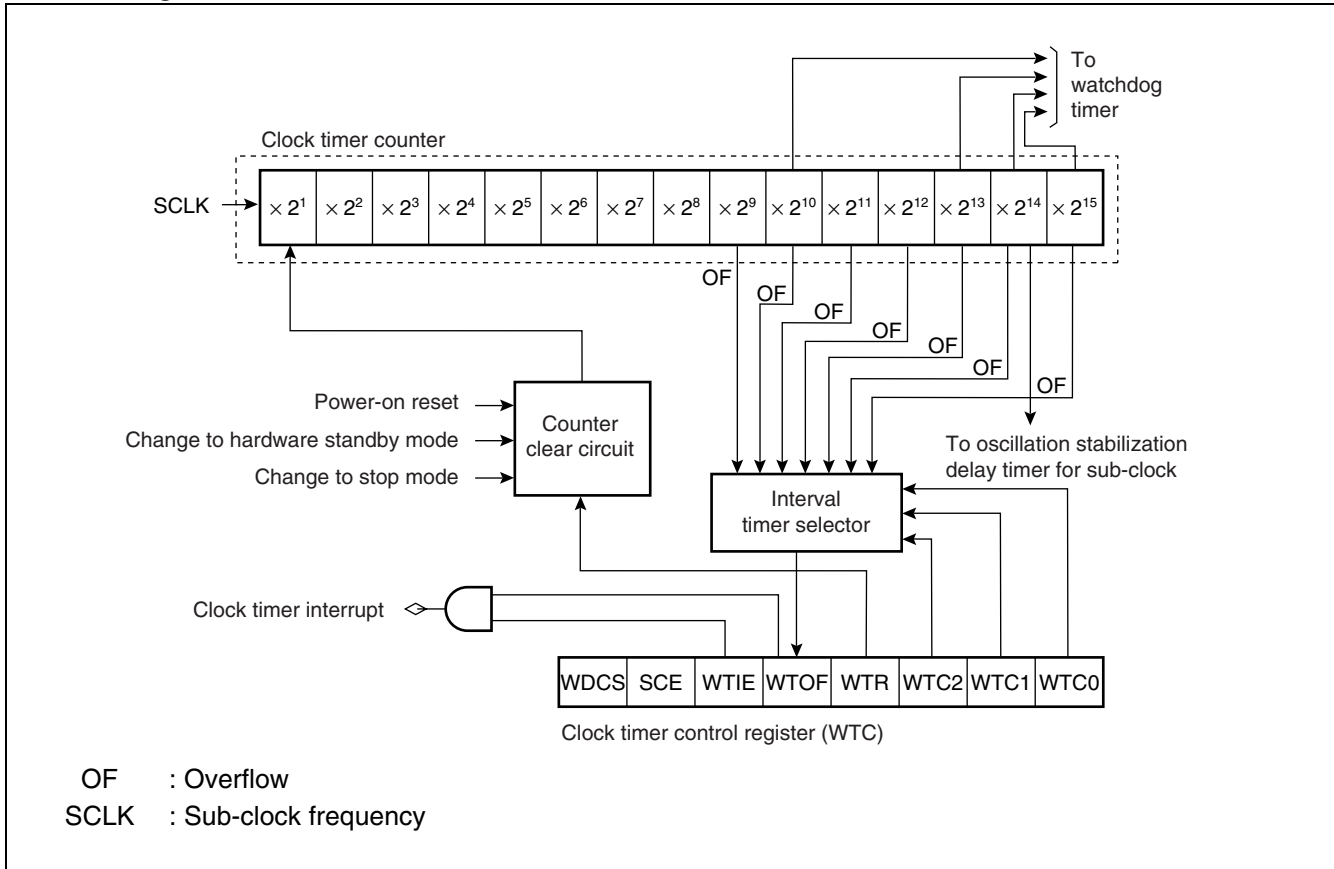 To
watchdog
timer
Clock timer counter
SCLK
× 2¹ × 2² × 2³ × 2⁴ × 2⁵ × 2⁶ × 2⁷ × 2⁸ × 2⁹ × 2¹⁰ × 2¹¹ × 2¹² × 2¹³ × 2¹⁴ × 2¹⁵
OF
OF
OF
OF
OF
OF
OF
Power-on reset
Change to hardware standby mode
Change to stop mode
Counter
clear circuit
To oscillation stabilization
delay timer for sub-clock
Interval
timer selector
Clock timer interrupt
WDCS SCE WTIE WTOF WTR WTC2 WTC1 WTC0
Clock timer control register (WTC)
OF : Overflow
SCLK : Sub-clock frequency